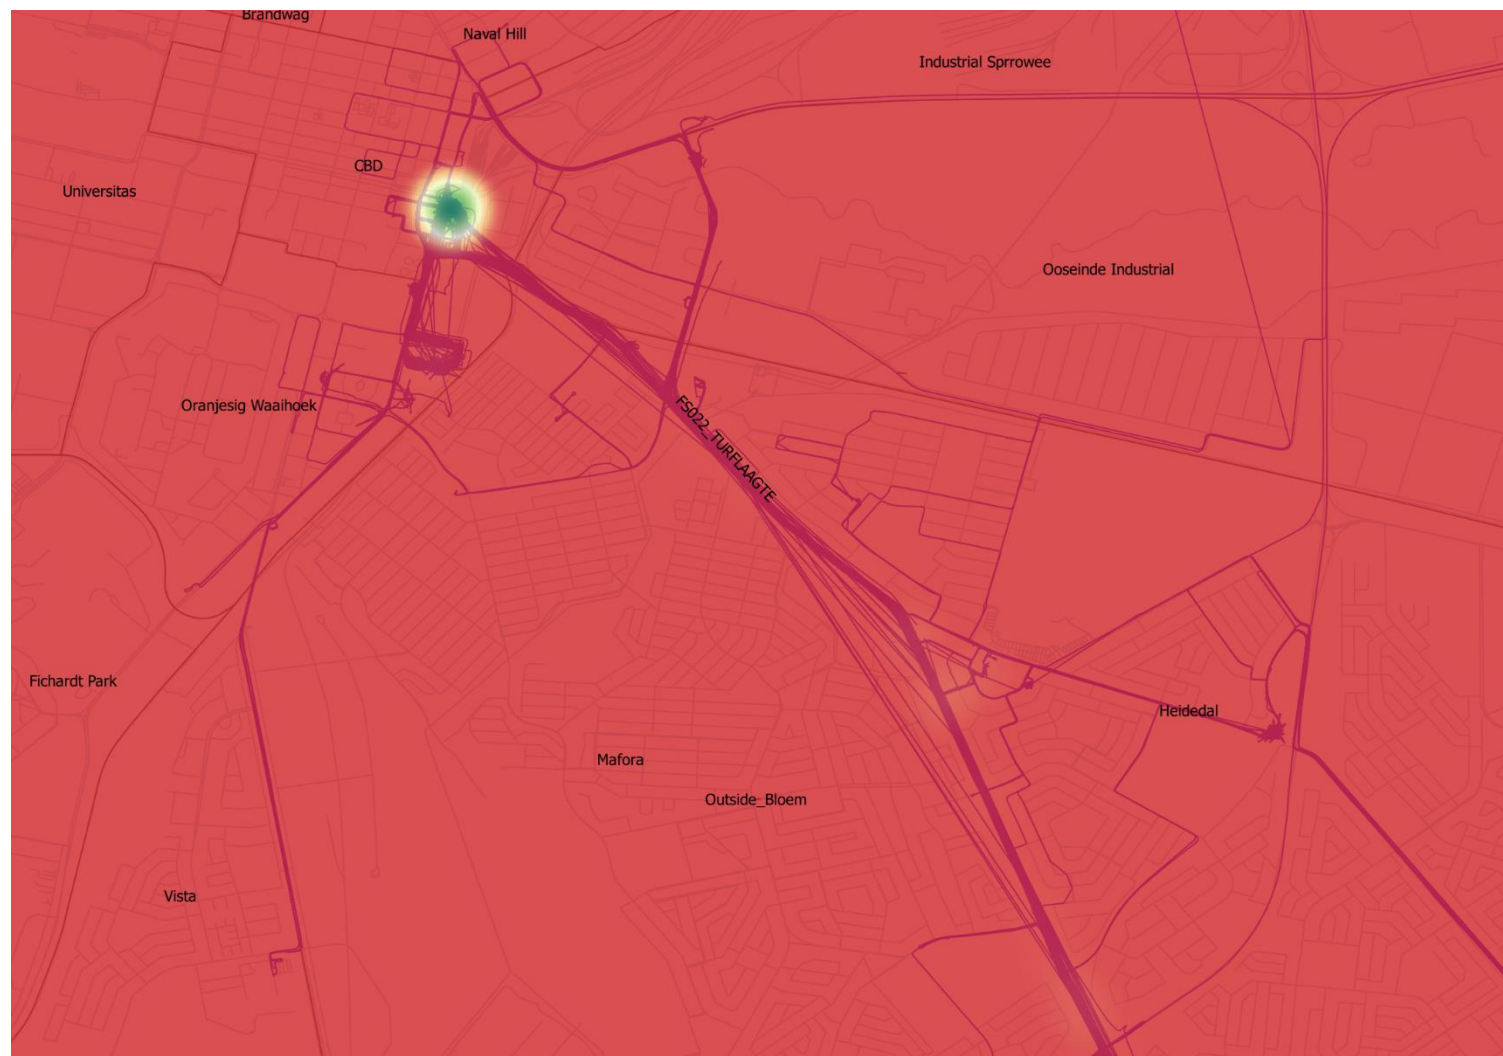 Brandwag
Naval Hill
Industrial Sprrowee
CBD
Universitas
Ooseinde Industrial
Oranjesig Waaihoek
FS022_TURFLAAGTE
Fichardt Park
Heidedal
Mafora
Outside_Bloem
Vista